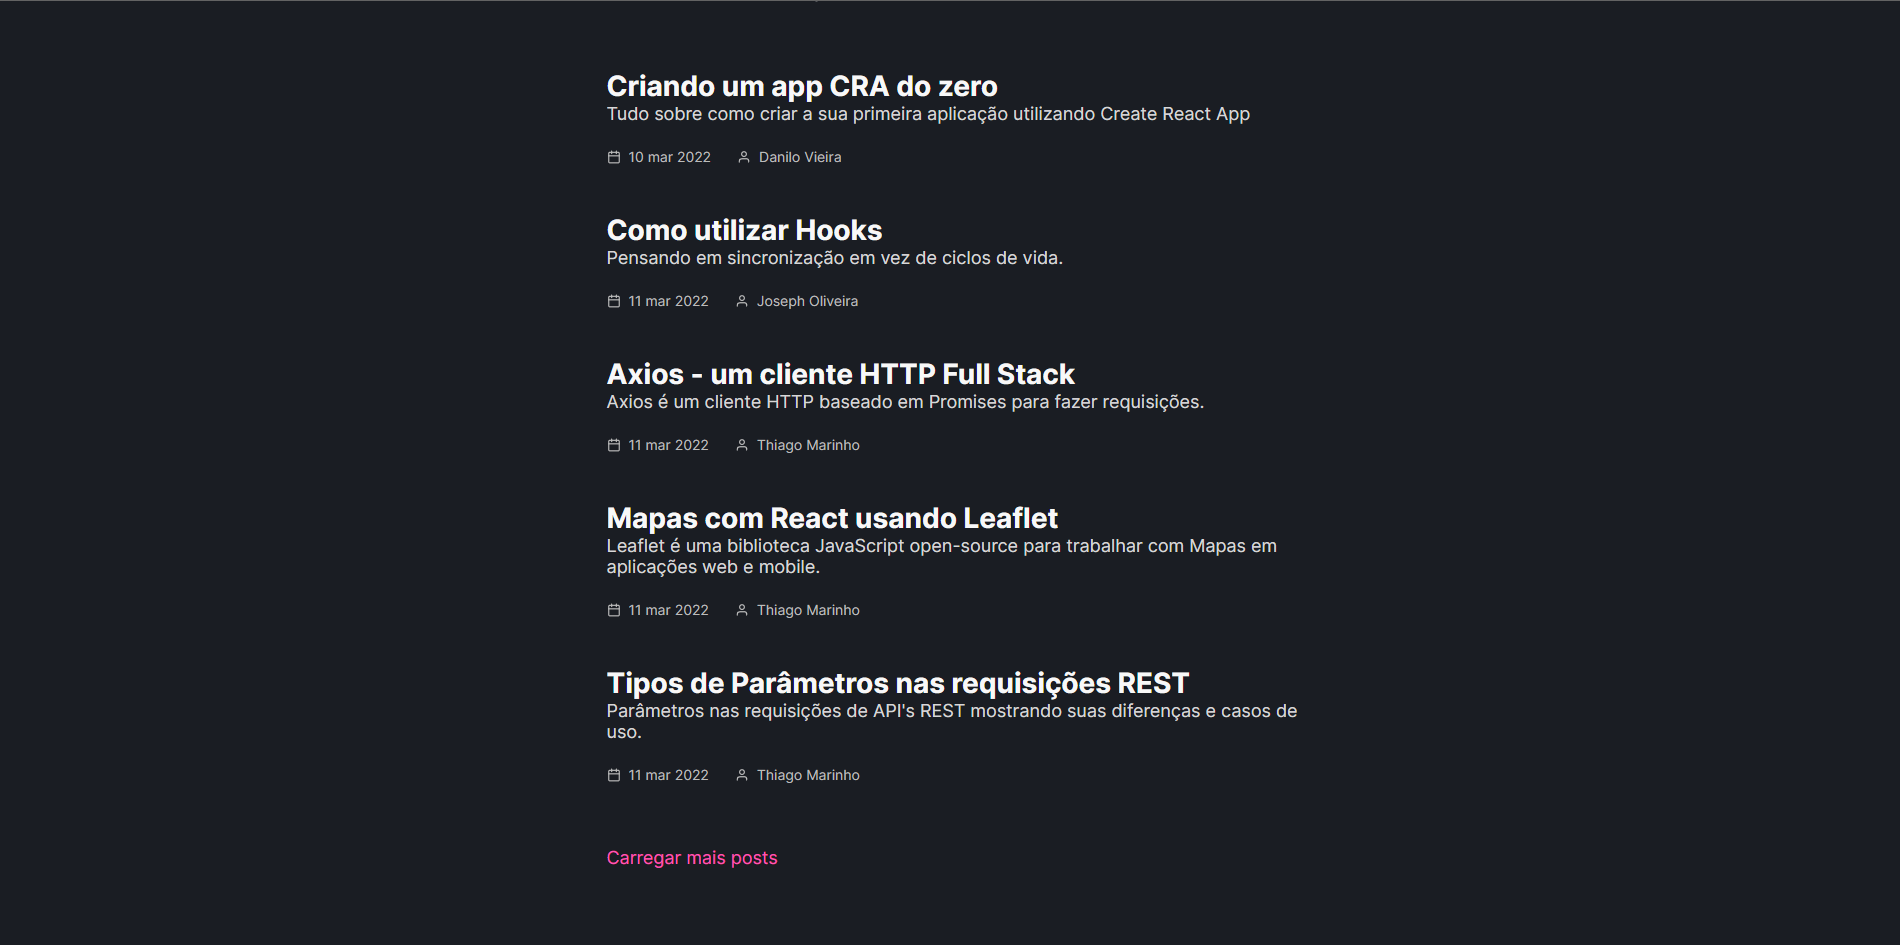 Criando um app CRA do zero
Tudo sobre como criar a sua primeira aplicação utilizando Create React App
10 mar 2022 Danilo Vieira
Como utilizar Hooks
Pensando em sincronização em vez de ciclos de vida.
11 mar 2022 Joseph Oliveira
Axios - um cliente HTTP Full Stack
Axios é um cliente HTTP baseado em Promises para fazer requisições.
11 mar 2022 Thiago Marinho
Mapas com React usando Leaflet
Leaflet é uma biblioteca JavaScript open-source para trabalhar com Mapas em
aplicações web e mobile.
11 mar 2022 Thiago Marinho
Tipos de Parâmetros nas requisições REST
Parâmetros nas requisições de API's REST mostrando suas diferenças e casos de
uso.
11 mar 2022 Thiago Marinho
Carregar mais posts